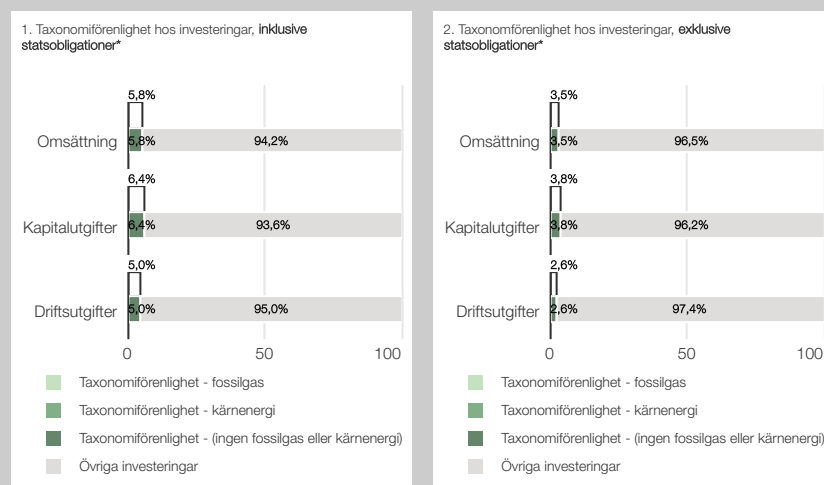 1. Taxonomiförenlighet hos investeringar, inklusive
statsobligationer*
5,8%
Omsättning
5,8%
94,2%
6,4%
Kapitalutgifter
6,4%
93,6%
5,0%
Driftsutgifter
5,0%
95,0%
0
50
100
Taxonomiförenlighet - fossilgas
Taxonomiförenlighet - kärnenergi
Taxonomiförenlighet - (ingen fossilgas eller kärnenergi)
Övriga investeringar
2. Taxonomförenlighet hos investeringar, exklusive
statsobligationer*
3,5%
Omsättning
3,5%
96,5%
3,8%
Kapitalutgifter
3,8%
96,2%
2,6%
Driftsutgifter
2,6%
97,4%
0
50
100
Taxonomiförenlighet - fossilgas
Taxonomiförenlighet - kärnenergi
Taxonomiförenlighet - (ingen fossilgas eller kärnenergi)
Övriga investeringar